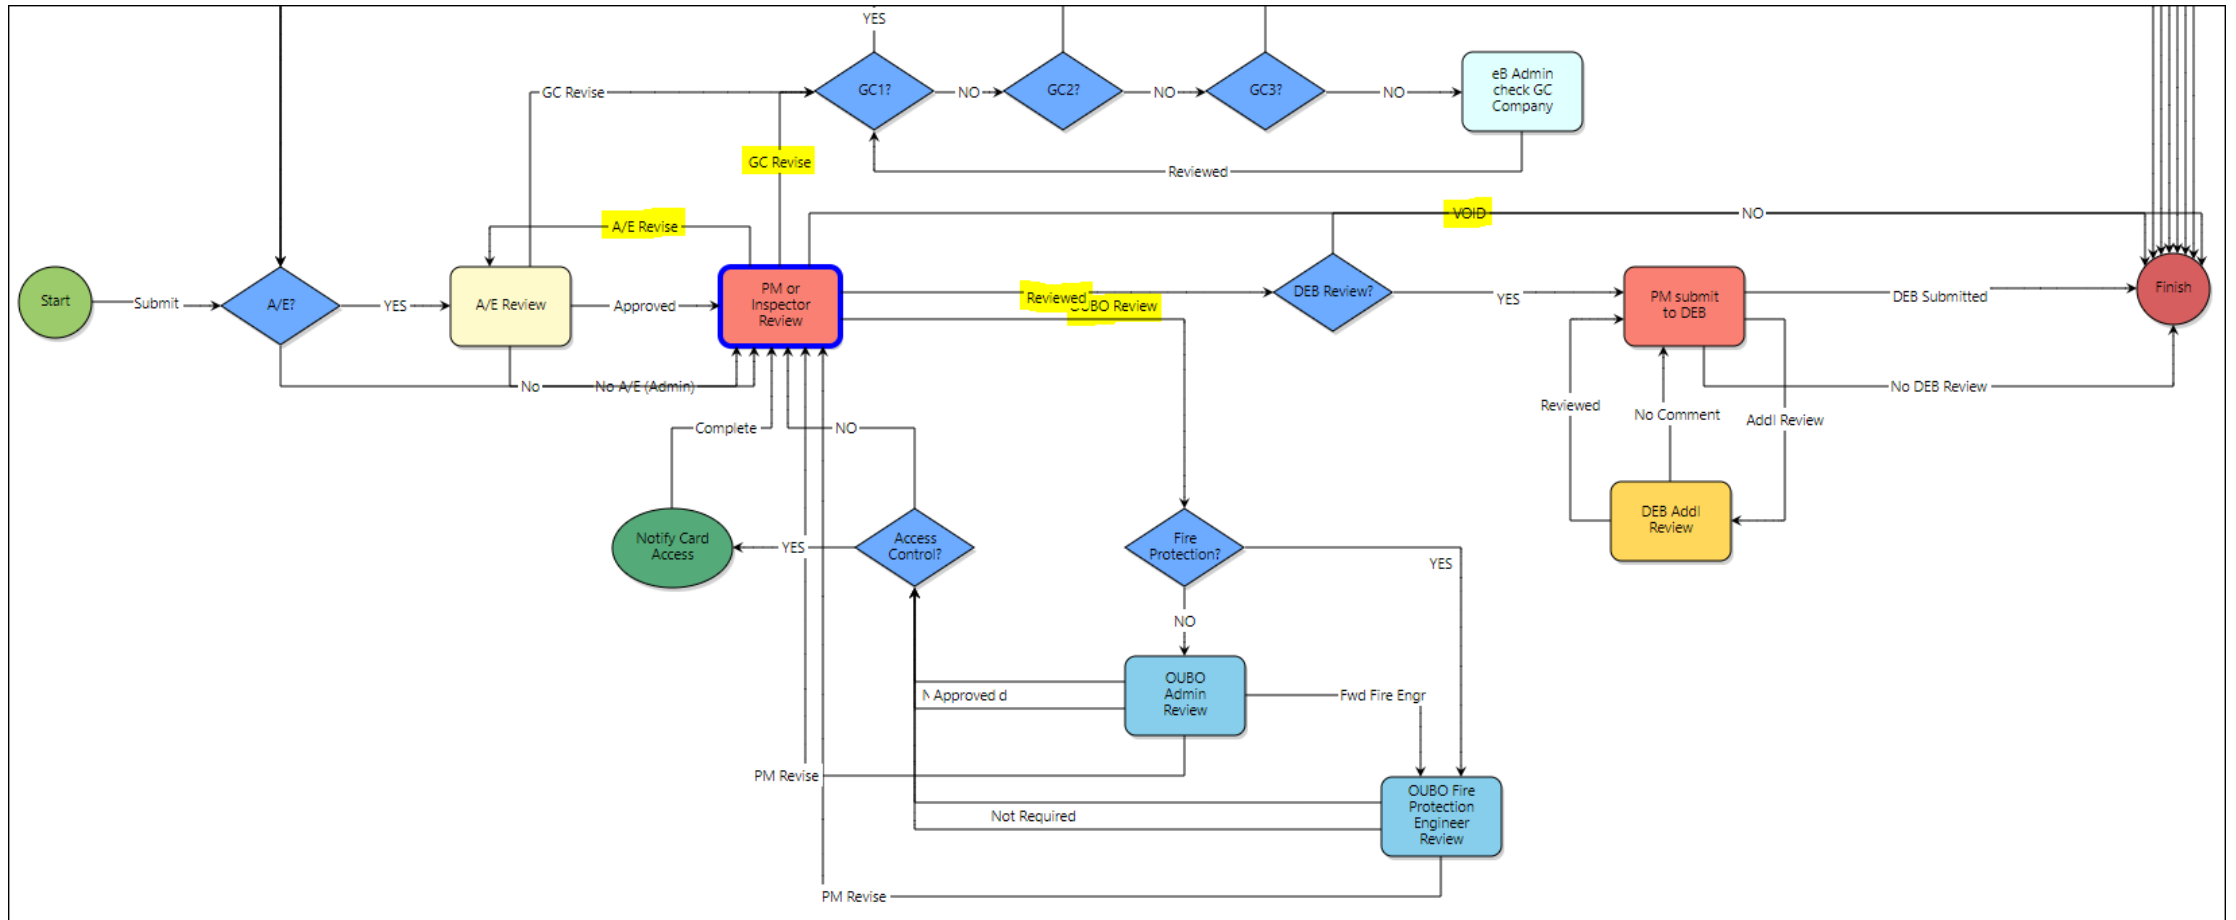 YES
GC Revise
GC1?
NO
GC2?
NO
GC3?
NO
eB Admin
check GC
Company
GC Revise
Reviewed
A/E Revise
VOID
NO
Start
Submit
A/E?
YES
A/E Review
Approved
PM or
Inspector
Review
Reviewed
OUBO Review
DEB Review?
YES
PM submit
to DEB
DEB Submitted
Finish
No
No A/E (Admin)
No DEB Review
Reviewed
No Comment
Addl Review
Complete
NO
DEB Addl
Review
Notify Card
Access
YES
Access
Control?
Fire
Protection?
YES
NO
OUBO
Admin
Review
Approved
Fwd Fire Engr
PM Revise
OUBO Fire
Protection
Engineer
Review
Not Required
PM Revise